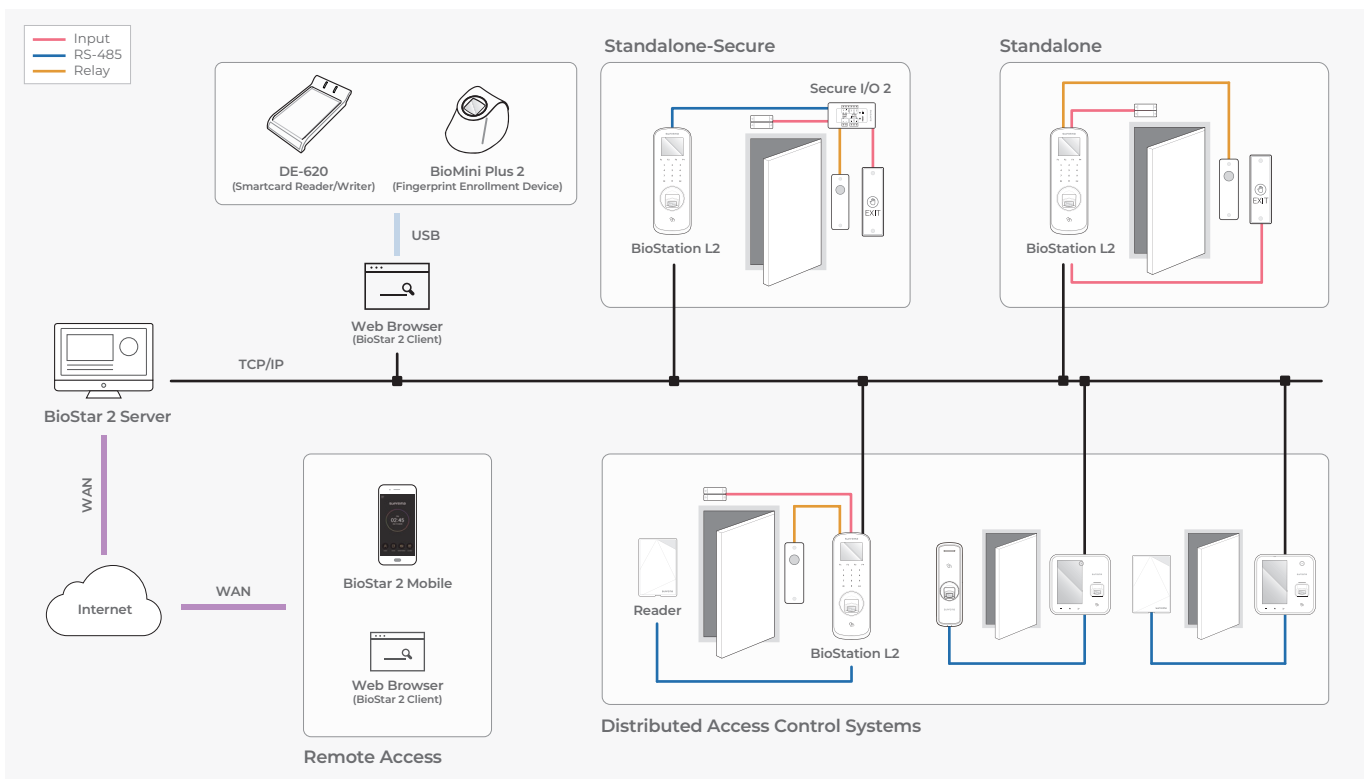 Input
RS-485
Relay
DE-620
(Smartcard Reader/Writer)
BioMini Plus 2
(Fingerprint Enrollment Device)
USB
Web Browser
(BioStar 2 Client)
Standalone-Secure
Secure I/O 2
EXIT
BioStation L2
Standalone
EXIT
BioStation L2
TCP/IP
BioStar 2 Server
WAN
Internet
WAN
02:45
BioStar 2 Mobile
Web Browser
(BioStar 2 Client)
Remote Access
Reader
BioStation L2
Distributed Access Control Systems